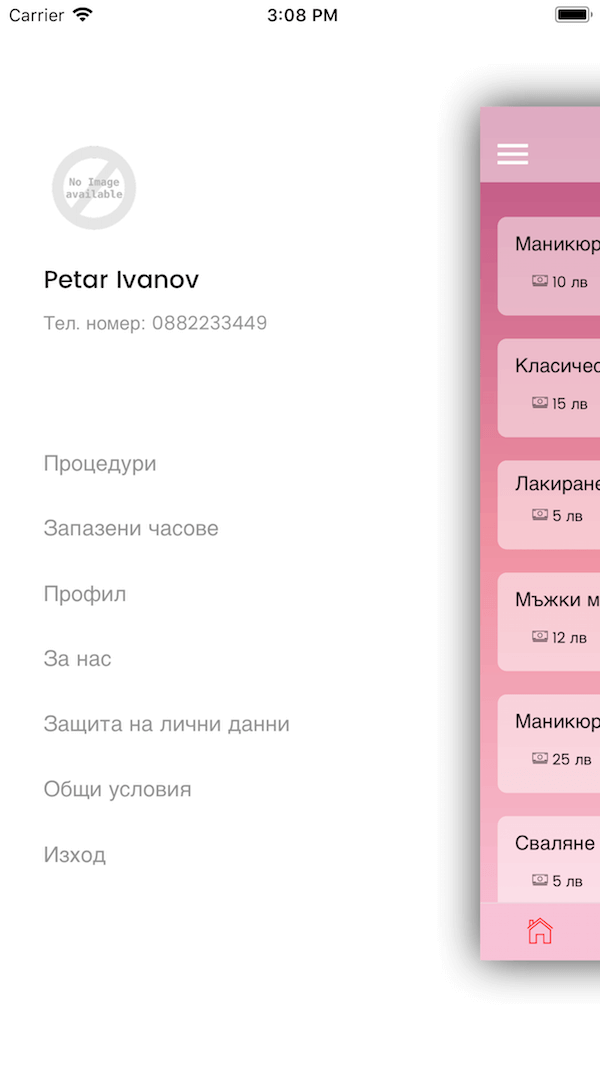 Carrier 3:08 PM
No Image
available
Petar Ivanov
Тел. номер: 0882233449
Процедури
Запазени часове
Профил
За нас
Защита на лични данни
Общи условия
Изход
Маникюр
10 лв
Класичес
15 лв
Лакиране
5 лв
Мъжки м
12 лв
Маникюр
25 лв
Сваляне
5 лв